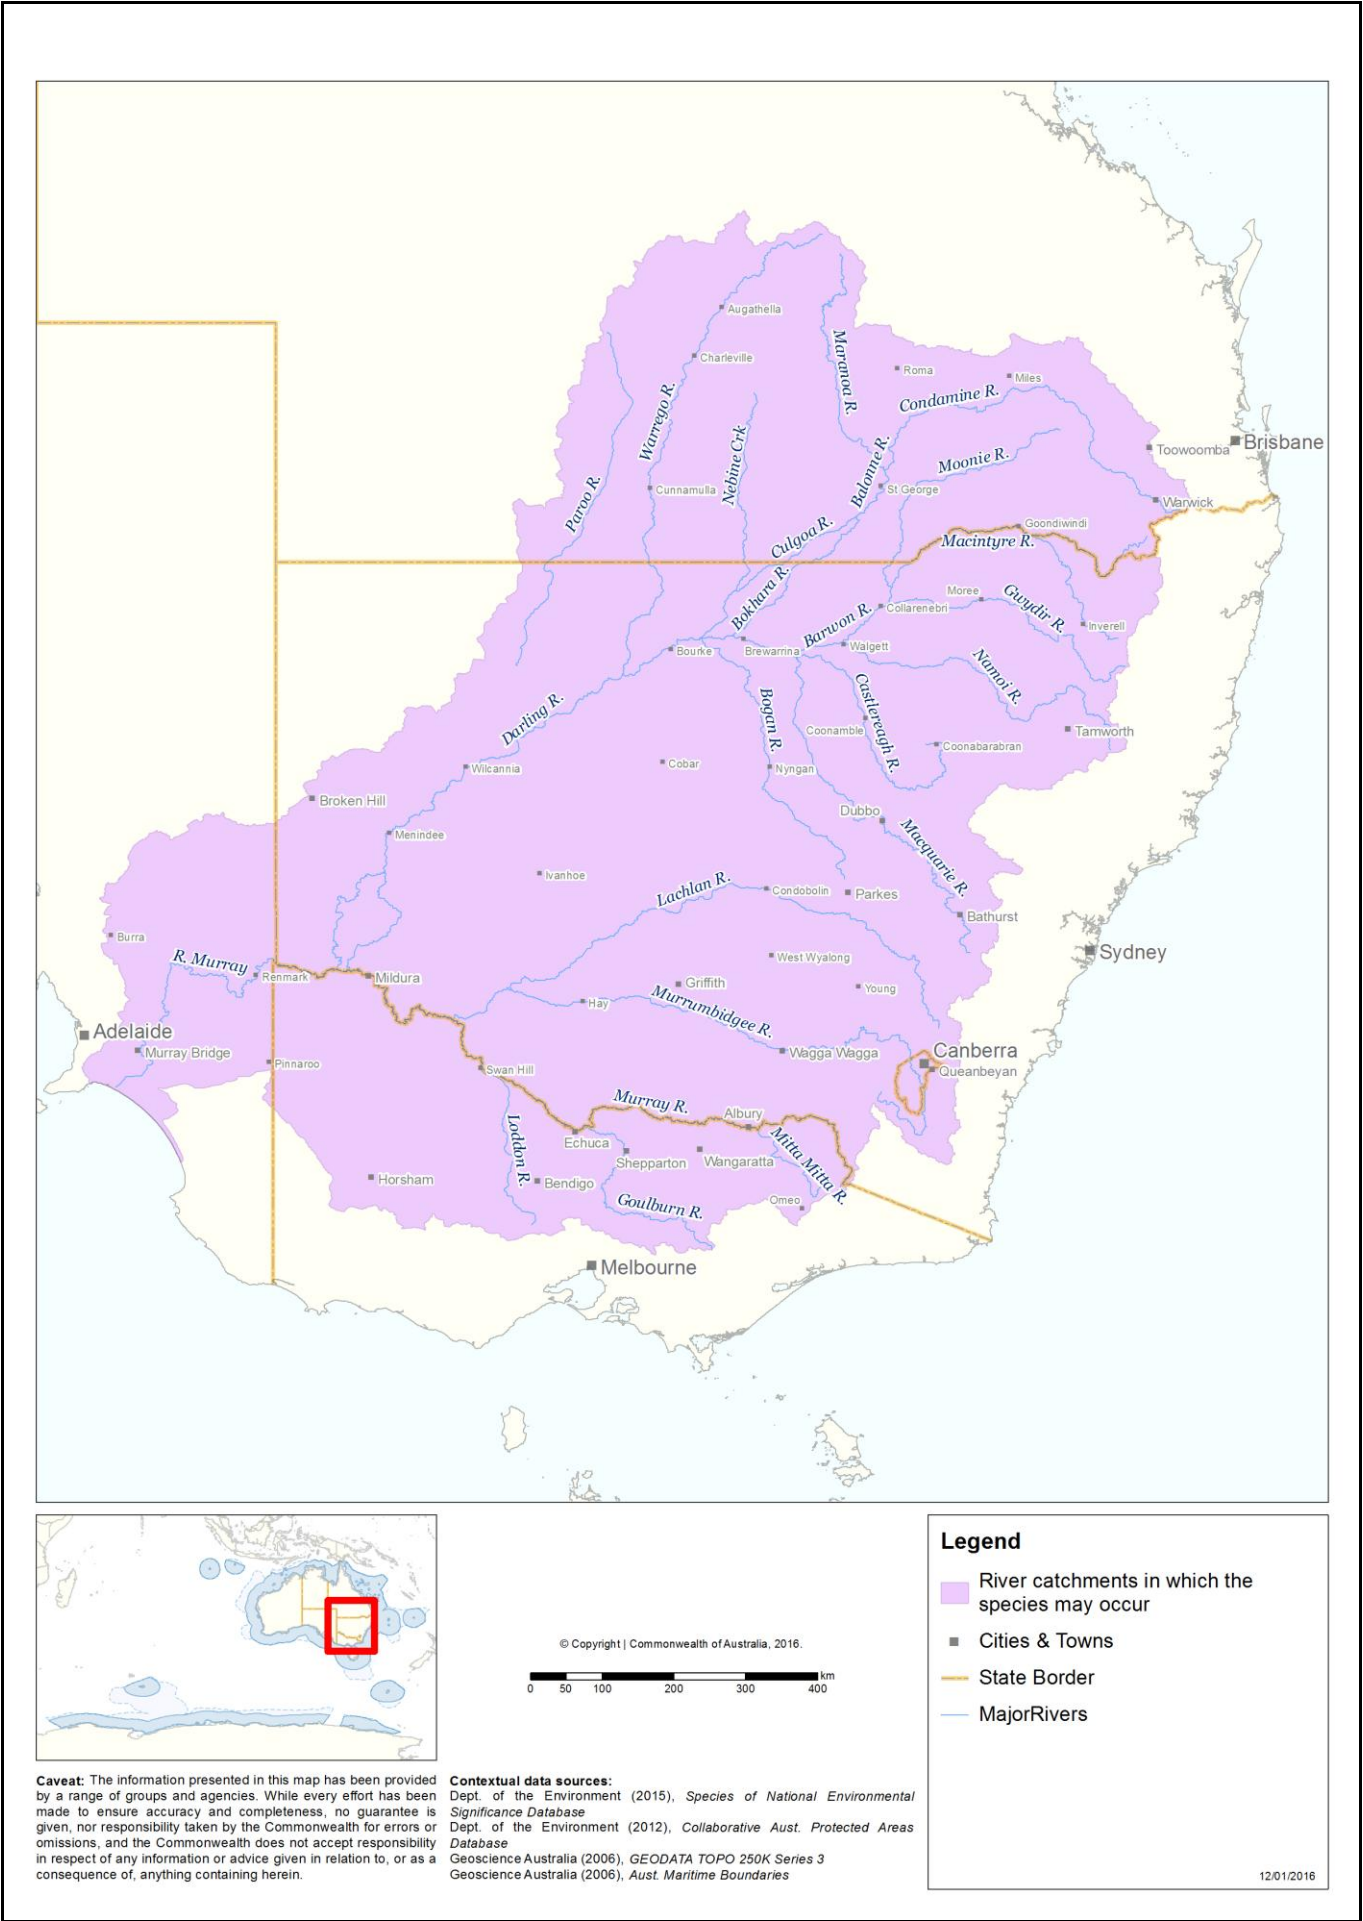 Augathella
Charleville
Maranoa R.
Roma
Miles
Condamine R.
Warrego R.
Nebine Crk
Brisbane
Toowoomba
Balonne R.
Moonie R.
Paroo R.
Cunnamulla
St George
Warwick
Culgoa R.
Goondiwindi
Macintyre R.
Bokhara R.
Moree
Gwydir R.
Barwon R.
Collarenebri
Inverell
Bourke
Brewarrina
Walgett
Namoi R.
Castlereagh R.
Darling R.
Bogan R.
Coonamble
Tamworth
Coonabarabran
Wilcannia
Cobar
Nyngan
Broken Hill
Dubbo
Menindee
Macquarie R.
Ivanhoe
Lachlan R.
Condobolin
Parkes
Bathurst
Burra
Sydney
R. Murray
Renmark
Mildura
West Wyalong
Griffith
Young
Hay
Murrumbidgee R.
Adelaide
Murray Bridge
Pinnaroo
Wagga Wagga
Canberra
Queanbeyan
Swan Hill
Murray R.
Albury
Loddon R.
Echuca
Mitta Mitta R.
Shepparton
Wangaratta
Horsham
Bendigo
Goulburn R.
Omeo
Melbourne
© Copyright | Commonwealth of Australia, 2016.
km
0 50 100 200 300 400
Legend
River catchments in which the
species may occur
Cities & Towns
State Border
MajorRivers
12/01/2016
Caveat: The information presented in this map has been provided
by a range of groups and agencies. While every effort has been
made to ensure accuracy and completeness, no guarantee is
given, nor responsibility taken by the Commonwealth for errors or
omissions, and the Commonwealth does not accept responsibility
in respect of any information or advice given in relation to, or as a
consequence of, anything containing herein.
Contextual data sources:
Dept. of the Environment (2015), Species of National Environmental
Significance Database
Dept. of the Environment (2012), Collaborative Aust. Protected Areas
Database
Geoscience Australia (2006), GEODATA TOPO 250K Series 3
Geoscience Australia (2006), Aust. Maritime Boundaries